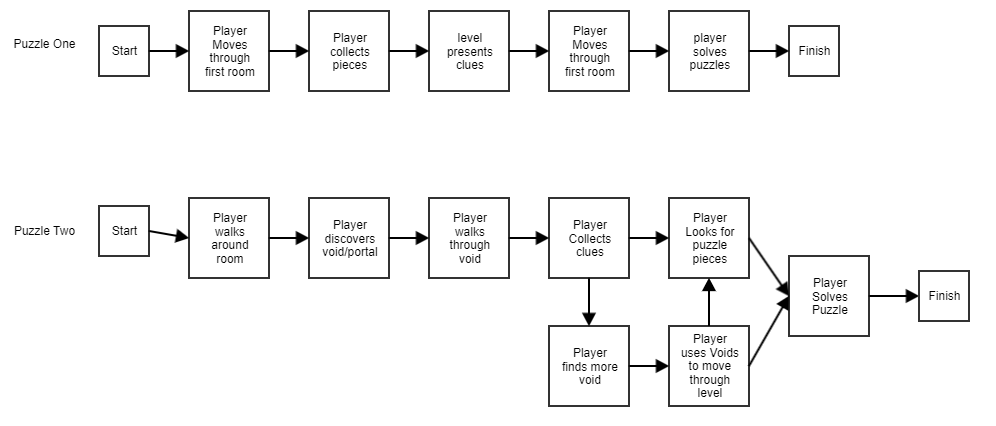 Puzzle One
Start
Player
Moves
through
first room
Player
collects
pieces
level
presents
clues
Player
Moves
through
first room
player
solves
puzzles
Finish
Puzzle Two
Start
Player
walks
around
room
Player
discovers
void/portal
Player
walks
through
void
Player
Collects
clues
Player
Looks for
puzzle
pieces
Player
Solves
Puzzle
Finish
Player
finds more
void
Player
uses Voids
to move
through
level